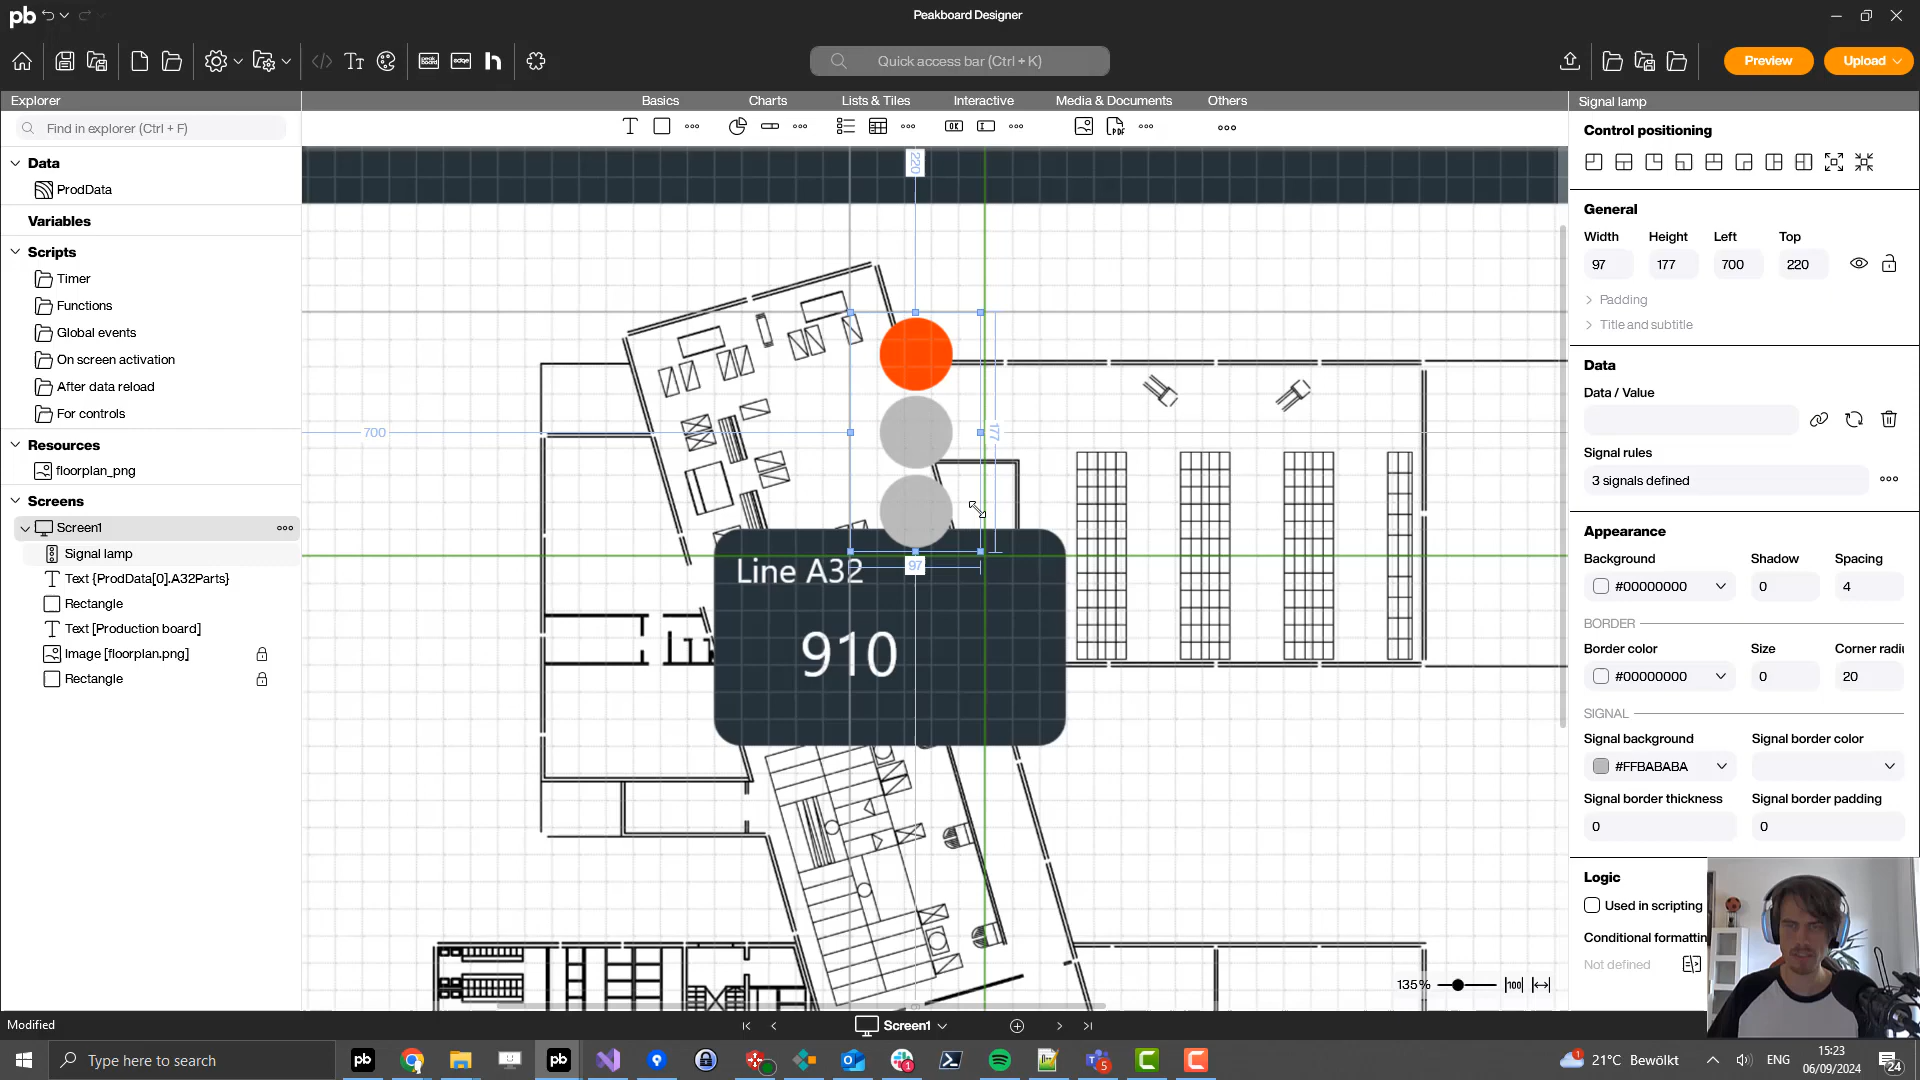 pb
Peakboard Designer
Quick access bar (Ctrl + K)
Preview
Upload
Explorer
Basics
Charts
Lists & Tiles
Interactive
Media & Documents
Others
Signal lamp
Find in explorer (Ctrl + F)
Data
ProdData
Variables
Scripts
Timer
Functions
Global events
On screen activation
After data reload
For controls
Resources
floorplan_png
Screens
Screen1
Signal lamp
Text {ProdData[0].A32Parts}
Rectangle
Text [Production board]
Image [floorplan.png]
Rectangle
220
700
177
97
Line A32
910
135%
100
Control positioning
General
Width
Height
Left
Top
97
177
700
220
Padding
Title and subtitle
Data
Data / Value
Signal rules
3 signals defined
Appearance
Background
Shadow
Spacing
#00000000
0
4
BORDER
Border color
Size
Corner radiu
#00000000
0
20
SIGNAL
Signal background
Signal border color
#FFBABABA
Signal border thickness
Signal border padding
0
0
Logic
Used in scripting
Conditional formattin
Not defined
Modified
Screen1
Type here to search
21°C Bewölkt
ENG
15:23
06/09/2024
24